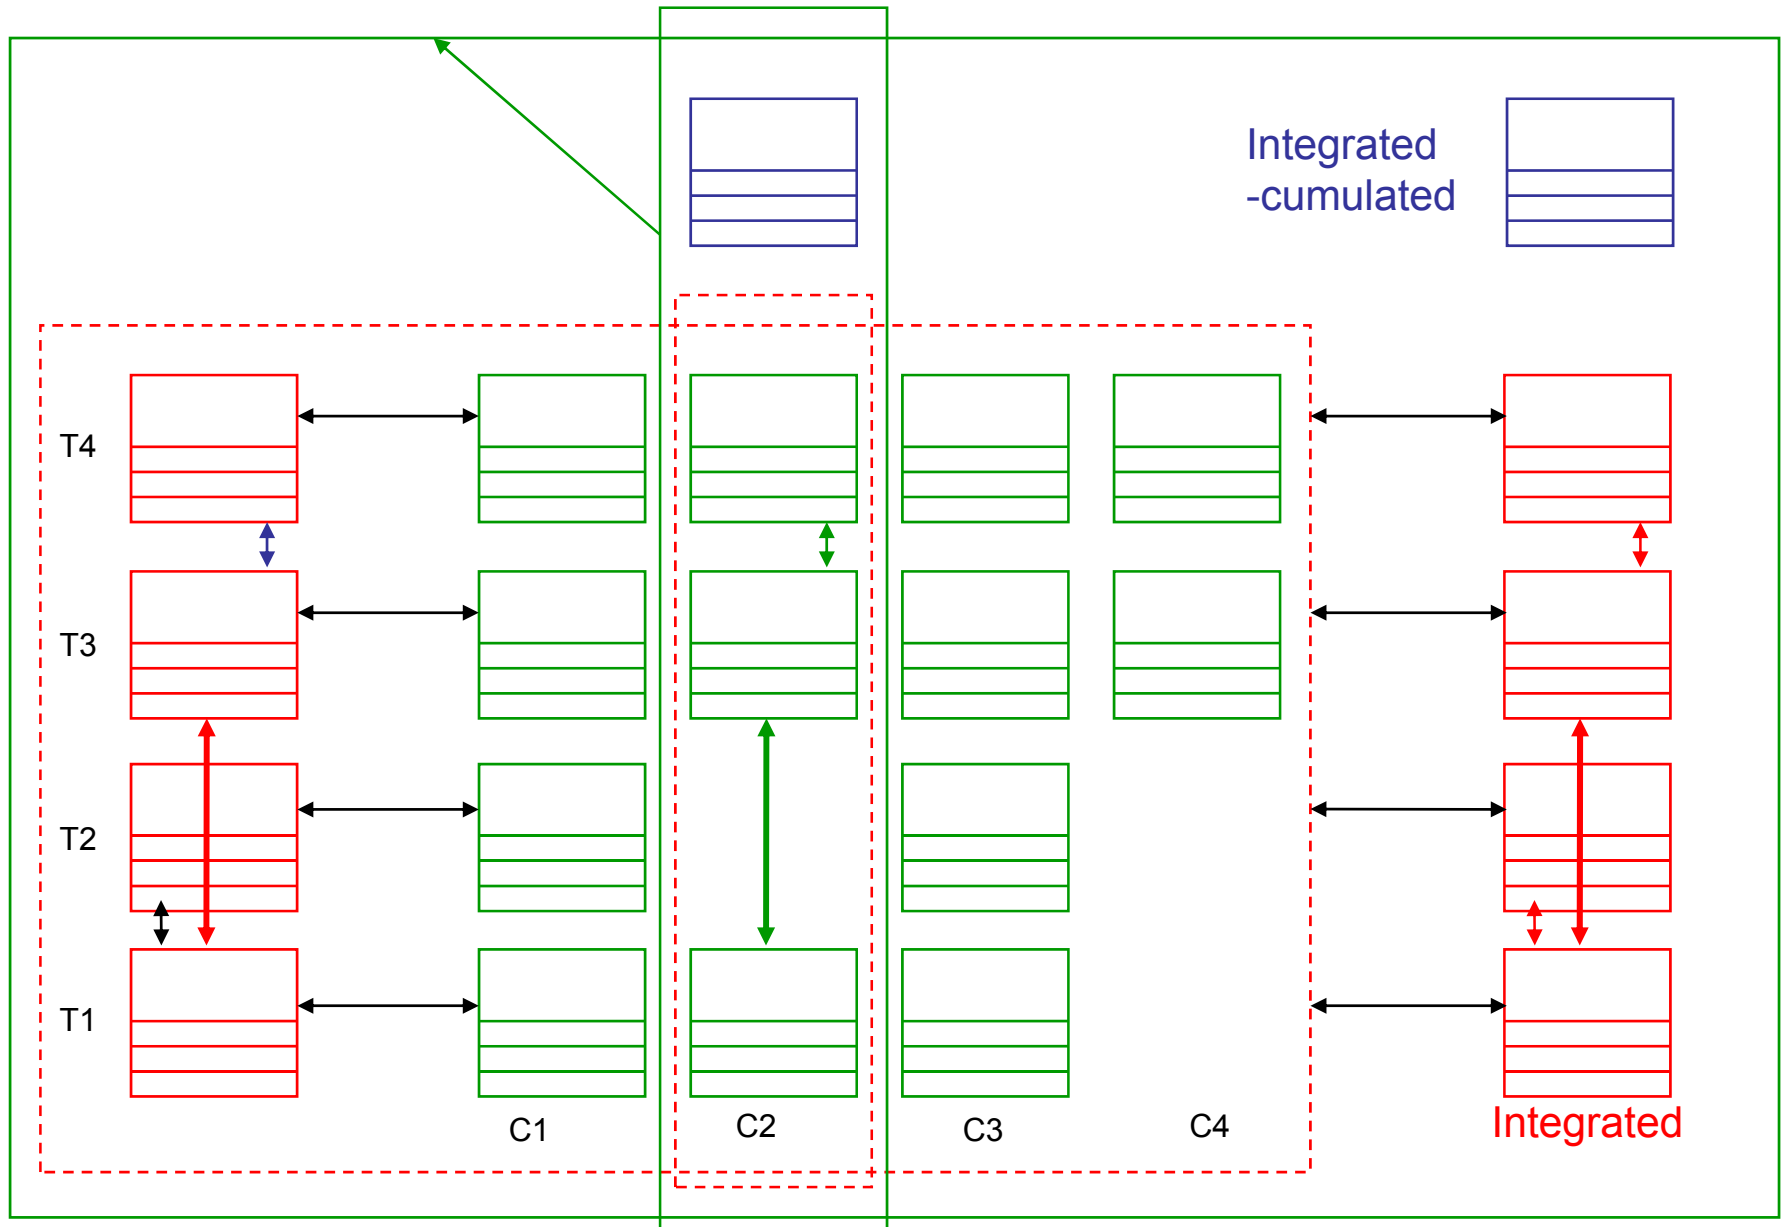 Integrated
-cumulated
T4
T3
T2
T1
C1
C2
C3
C4
Integrated